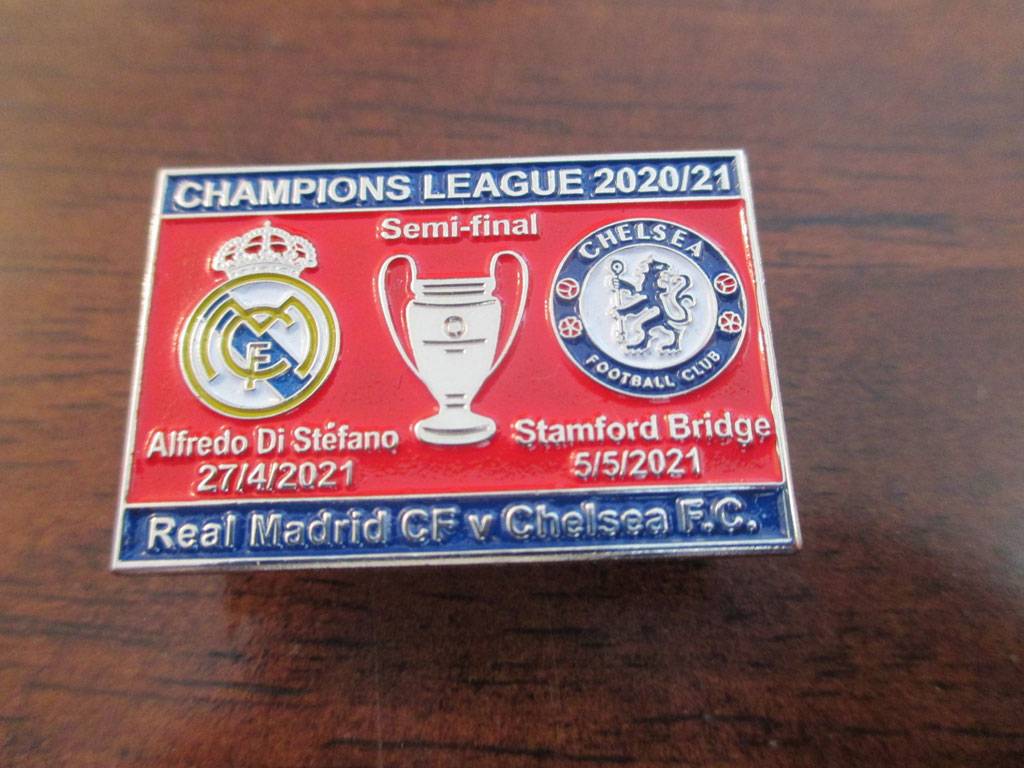 CHAMPIONS LEAGUE 2020/21
Semi-final
CHELSEA
FOOTBALL CLUB
Alfredo Di Stéfano
27/4/2021
Stamford Bridge
5/5/2021
Real Madrid CF v Chelsea F.C.